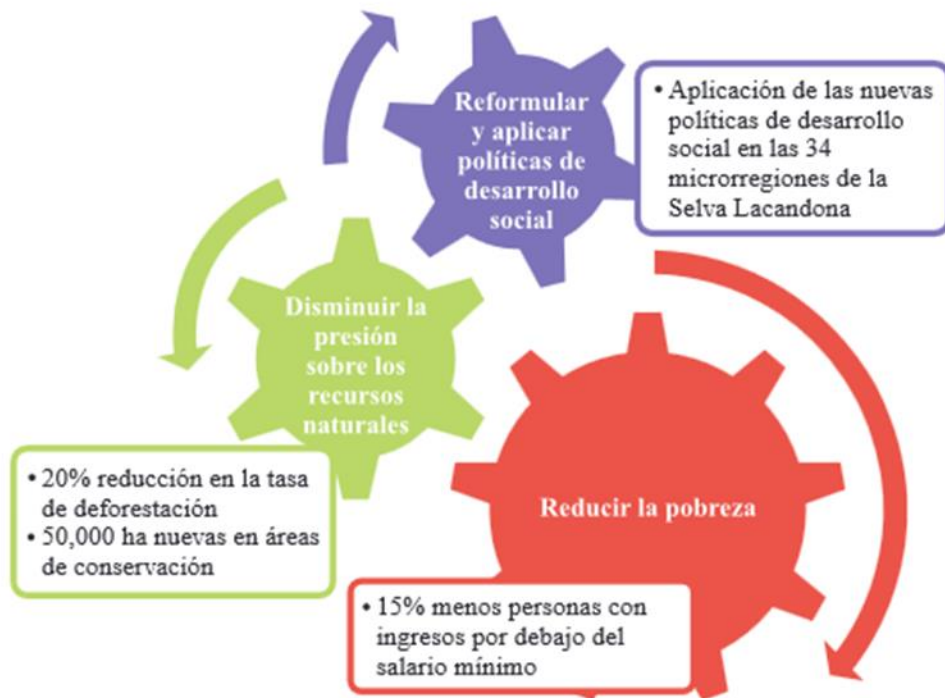 Reformular
y aplicar
políticas de
desarrollo
social
• Aplicación de las nuevas
políticas de desarrollo
social en las 34
microrregiones de la
Selva Lacandona
Disminuir la
presión
sobre los
recursos
naturales
• 20% reducción en la tasa
de deforestación
• 50,000 ha nuevas en áreas
de conservación
Reducir la pobreza
• 15% menos personas con
ingresos por debajo del
salario mínimo